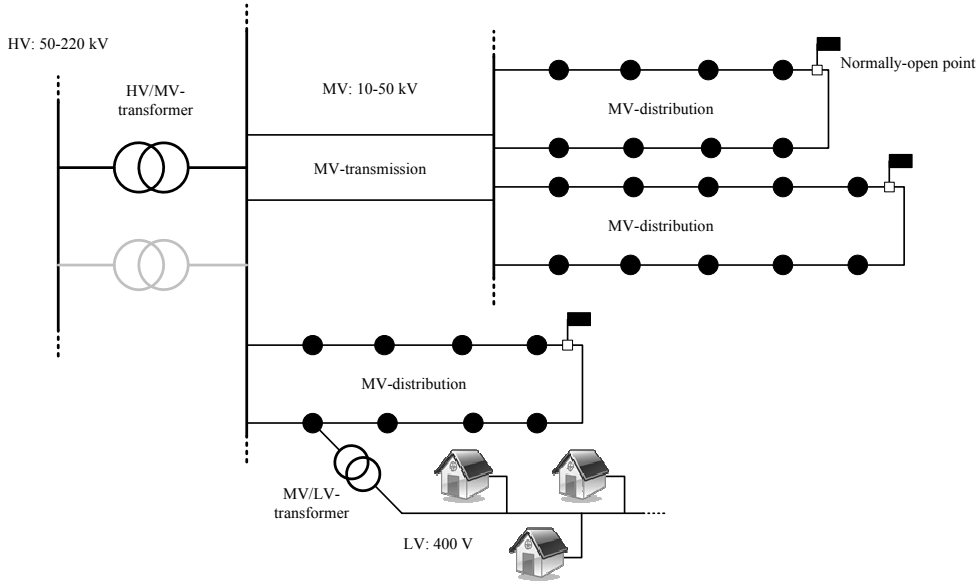 HV: 50-220 kV
HV/MV-
transformer
MV: 10-50 kV
MV-transmission
Normally-open point
MV-distribution
MV-distribution
MV-distribution
MV/LV-
transformer
LV: 400 V